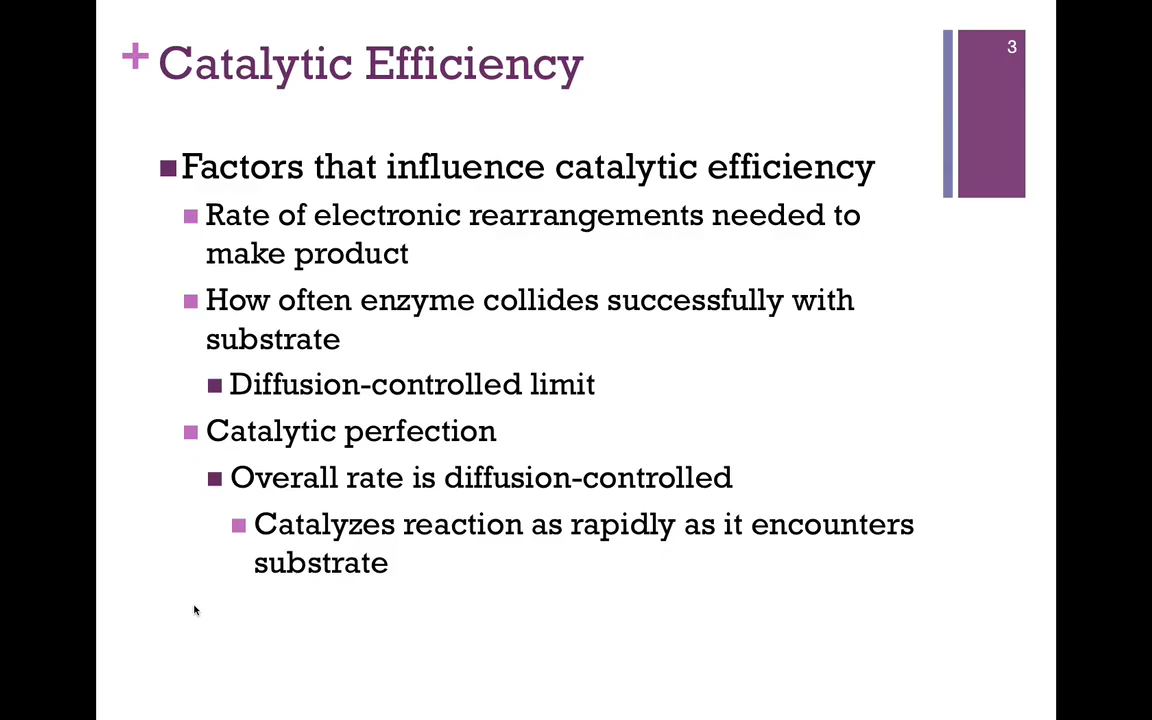 + Catalytic Efficiency
3
Factors that influence catalytic efficiency
Rate of electronic rearrangements needed to
make product
How often enzyme collides successfully with
substrate
Diffusion-controlled limit
Catalytic perfection
Overall rate is diffusion-controlled
Catalyzes reaction as rapidly as it encounters
substrate